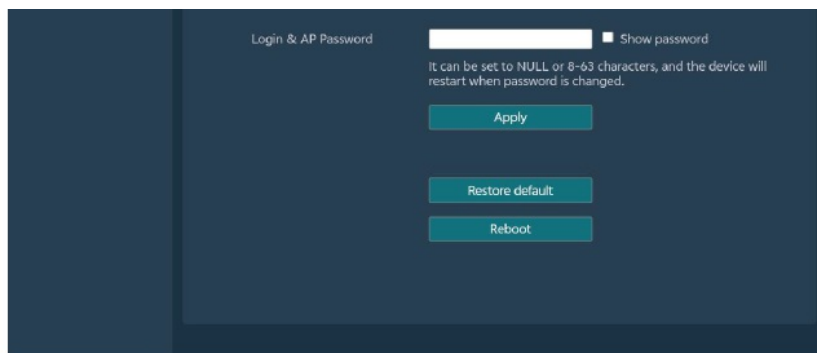 Login & AP Password
Show password
It can be set to NULL or 8-63 characters, and the device will
restart when password is changed.
Apply
Restore default
Reboot